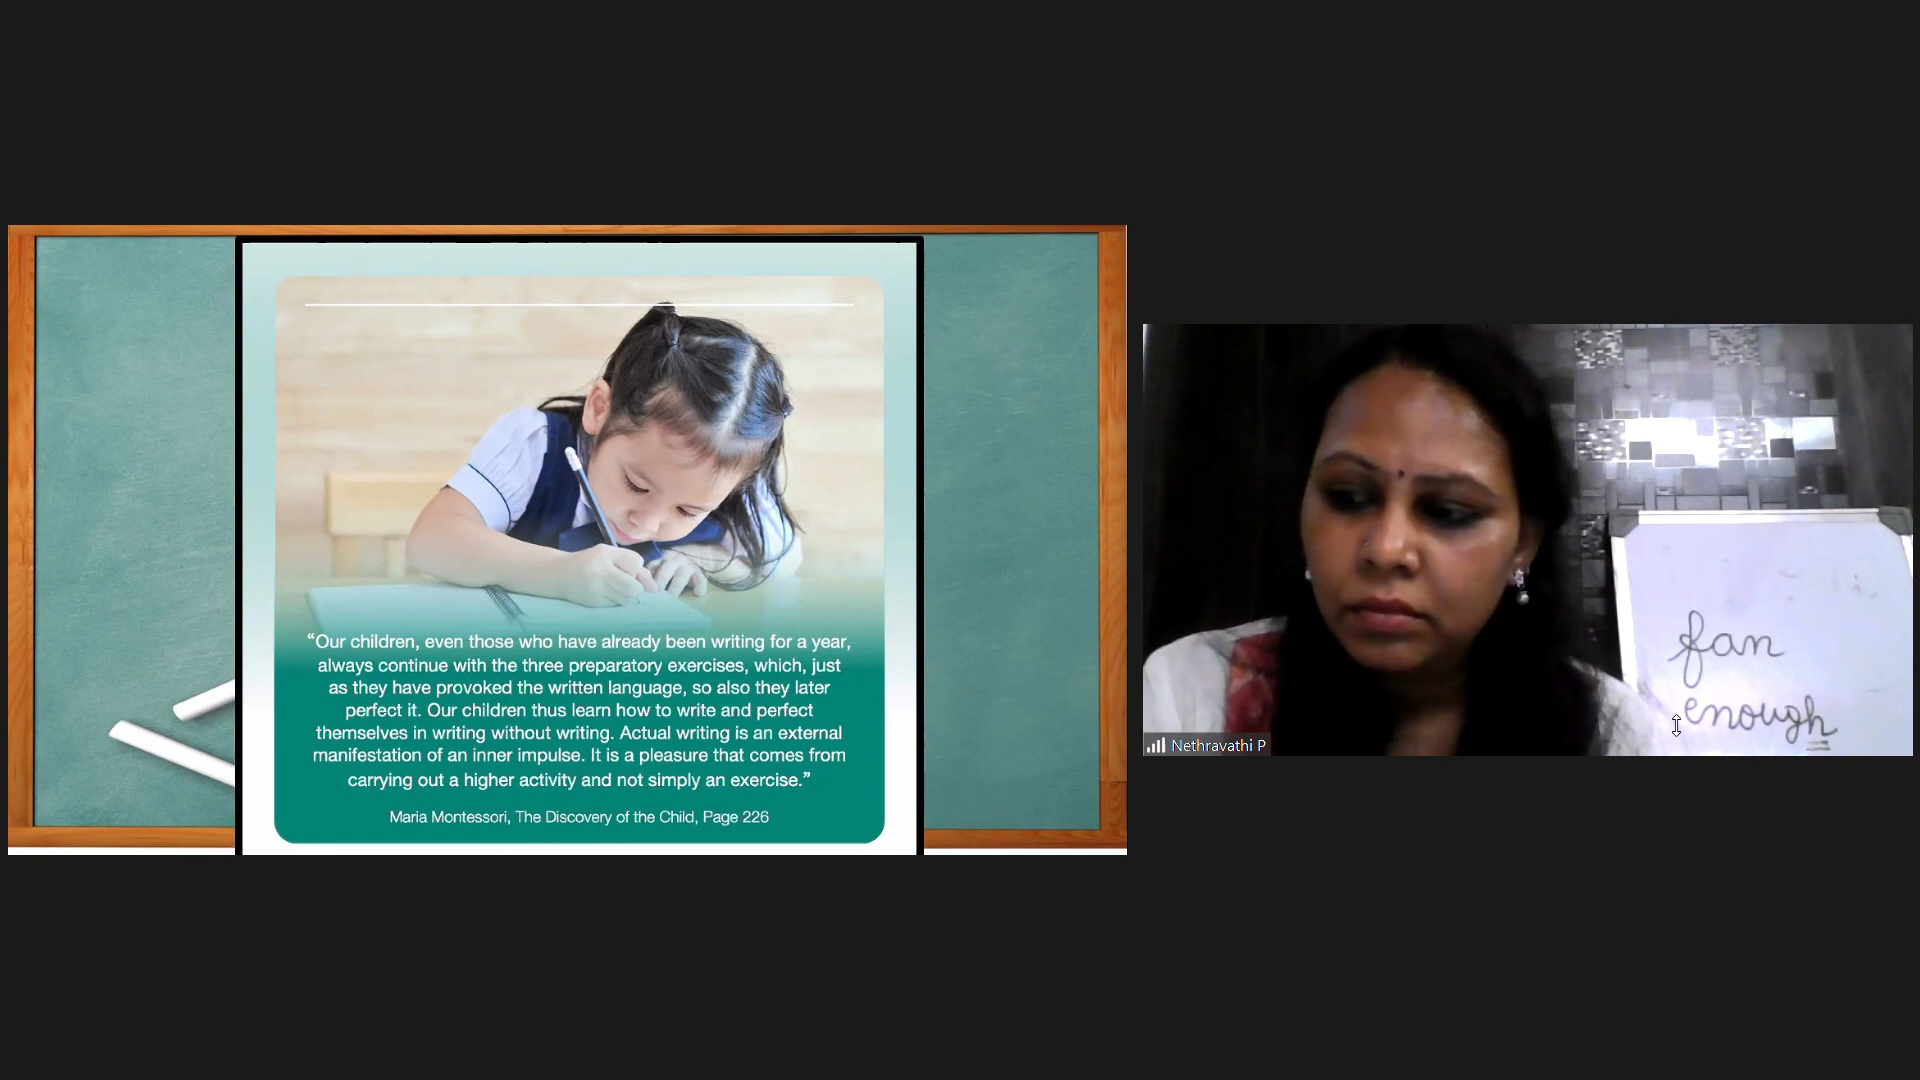 “Our children, even those who have already been writing for a year,
always continue with the three preparatory exercises, which, just
as they have provoked the written language, so also they later
perfect it. Our children thus learn how to write and perfect
themselves in writing without writing. Actual writing is an external
manifestation of an inner impulse. It is a pleasure that comes from
carrying out a higher activity and not simply an exercise.”
Maria Montessori, The Discovery of the Child, Page 226
fan
enough
Nethravathi P